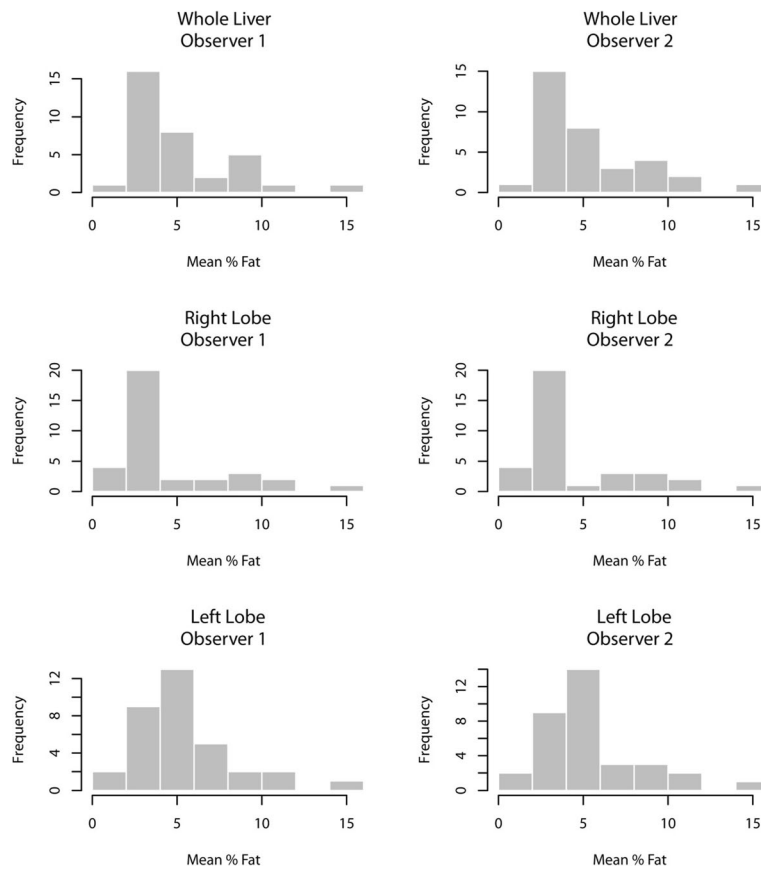 Whole Liver
Observer 1
Whole Liver
Observer 2
Frequency
15
10
5
0
0 5 10 15
Mean % Fat
Frequency
15
10
5
0
0 5 10 15
Mean % Fat
Right Lobe
Observer 1
Right Lobe
Observer 2
Frequency
20
15
10
5
0
0 5 10 15
Mean % Fat
Frequency
20
15
10
5
0
0 5 10 15
Mean % Fat
Left Lobe
Observer 1
Left Lobe
Observer 2
Frequency
12
8
4
0
0 5 10 15
Mean % Fat
Frequency
12
8
4
0
0 5 10 15
Mean % Fat